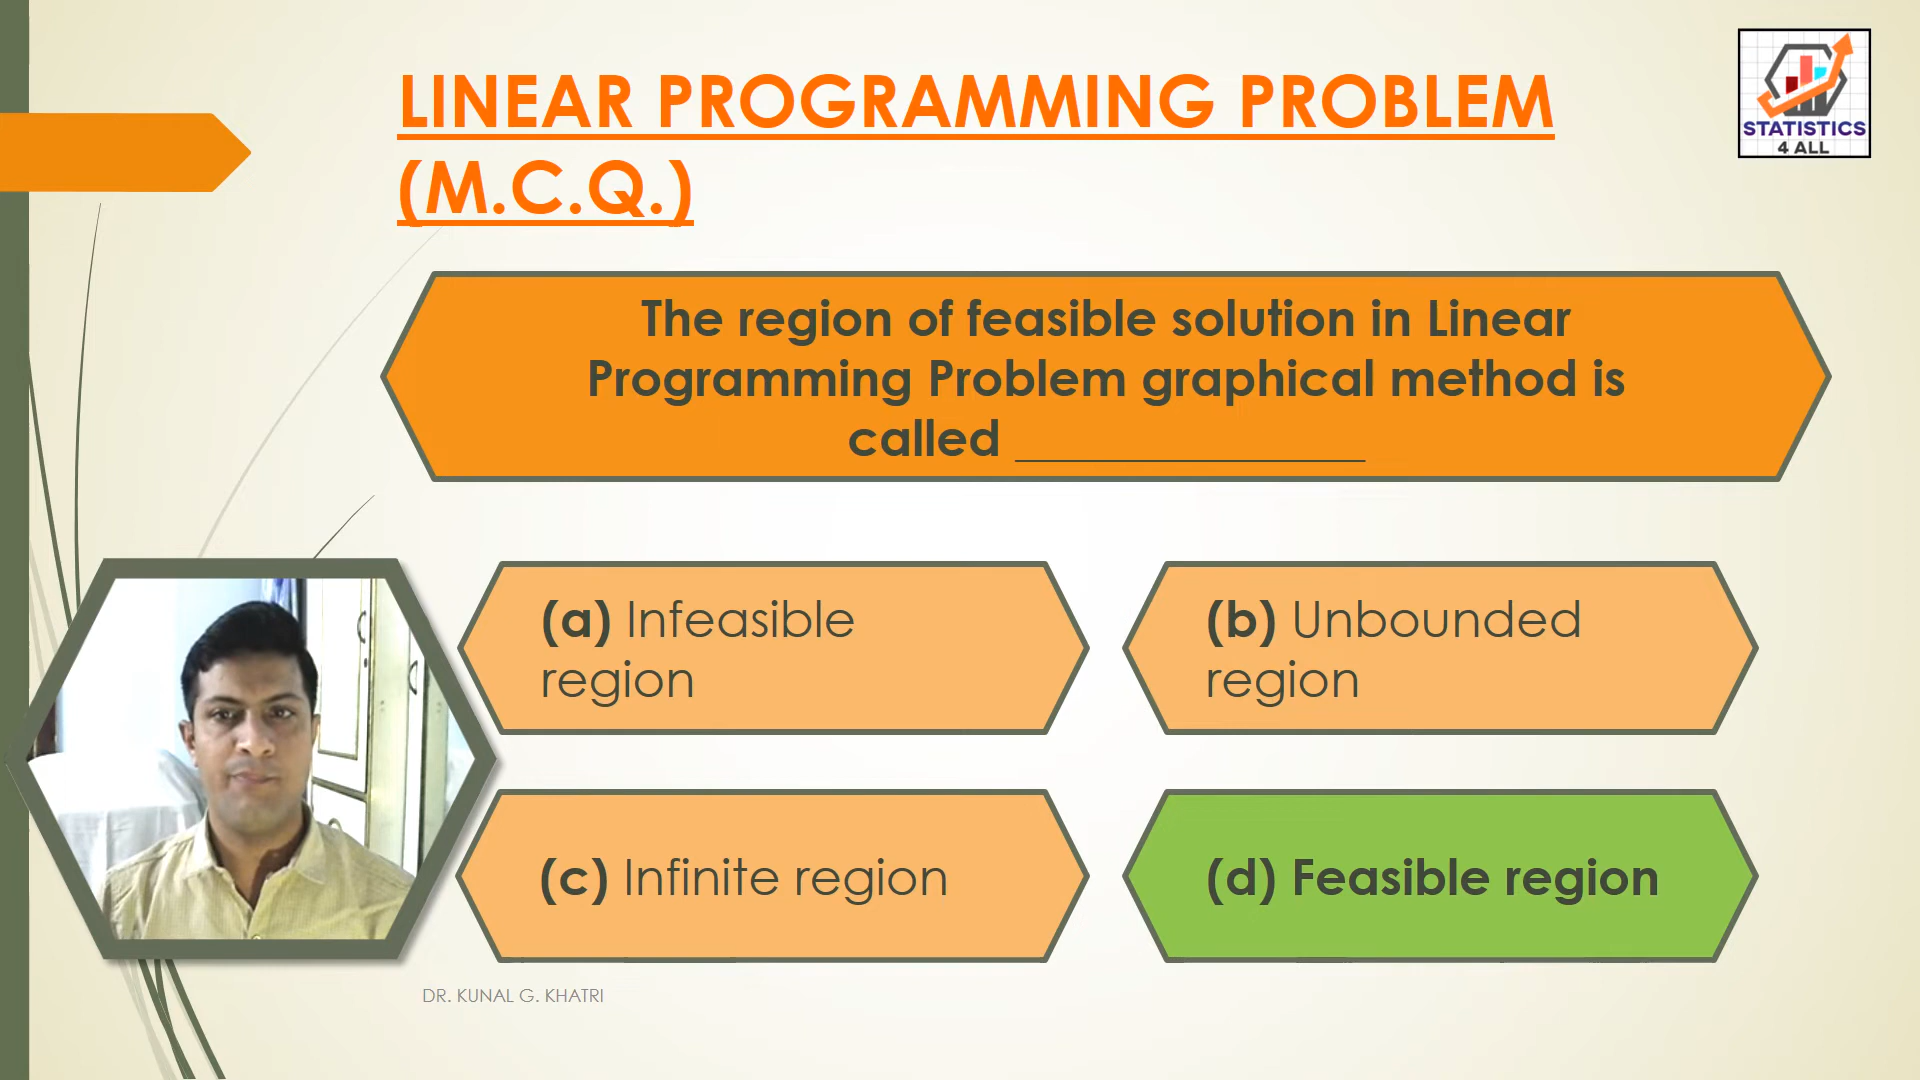 LINEAR PROGRAMMING PROBLEM
(M.C.Q.)
STATISTICS
4 ALL
The region of feasible solution in Linear
Programming Problem graphical method is
called ______________
(a) Infeasible
region
(b) Unbounded
region
(c) Infinite region
(d) Feasible region
DR. KUNAL G. KHATRI